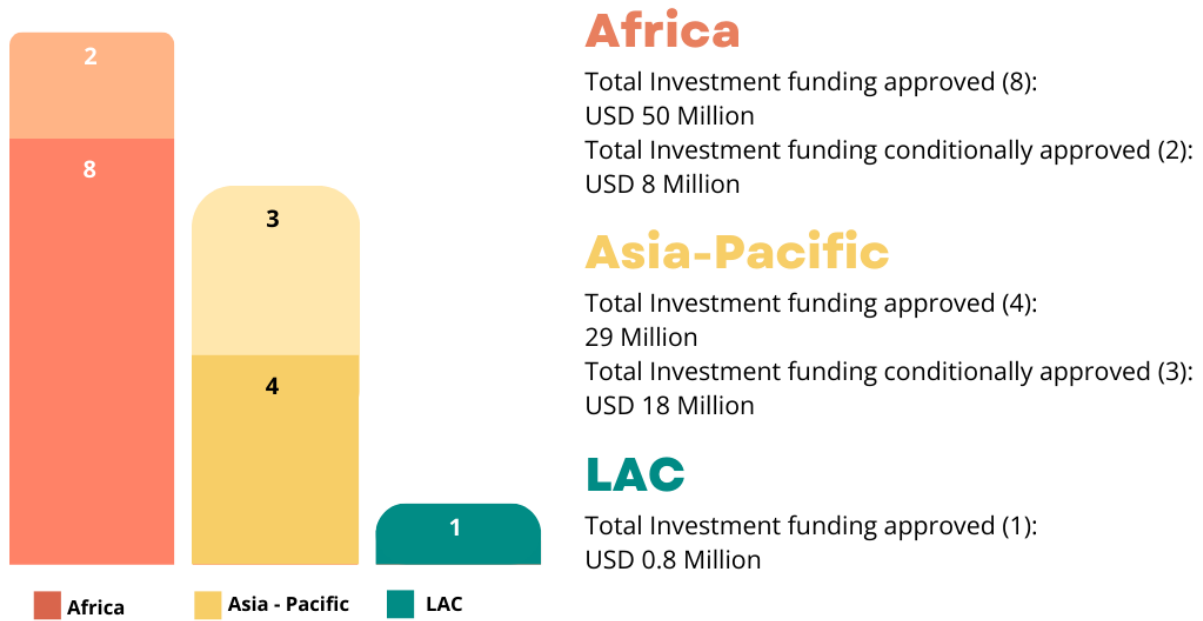 2
8
3
4
1
Africa
Asia - Pacific
LAC
Africa
Total Investment funding approved (8):
USD 50 Million
Total Investment funding conditionally approved (2):
USD 8 Million
Asia-Pacific
Total Investment funding approved (4):
29 Million
Total Investment funding conditionally approved (3):
USD 18 Million
LAC
Total Investment funding approved (1):
USD 0.8 Million